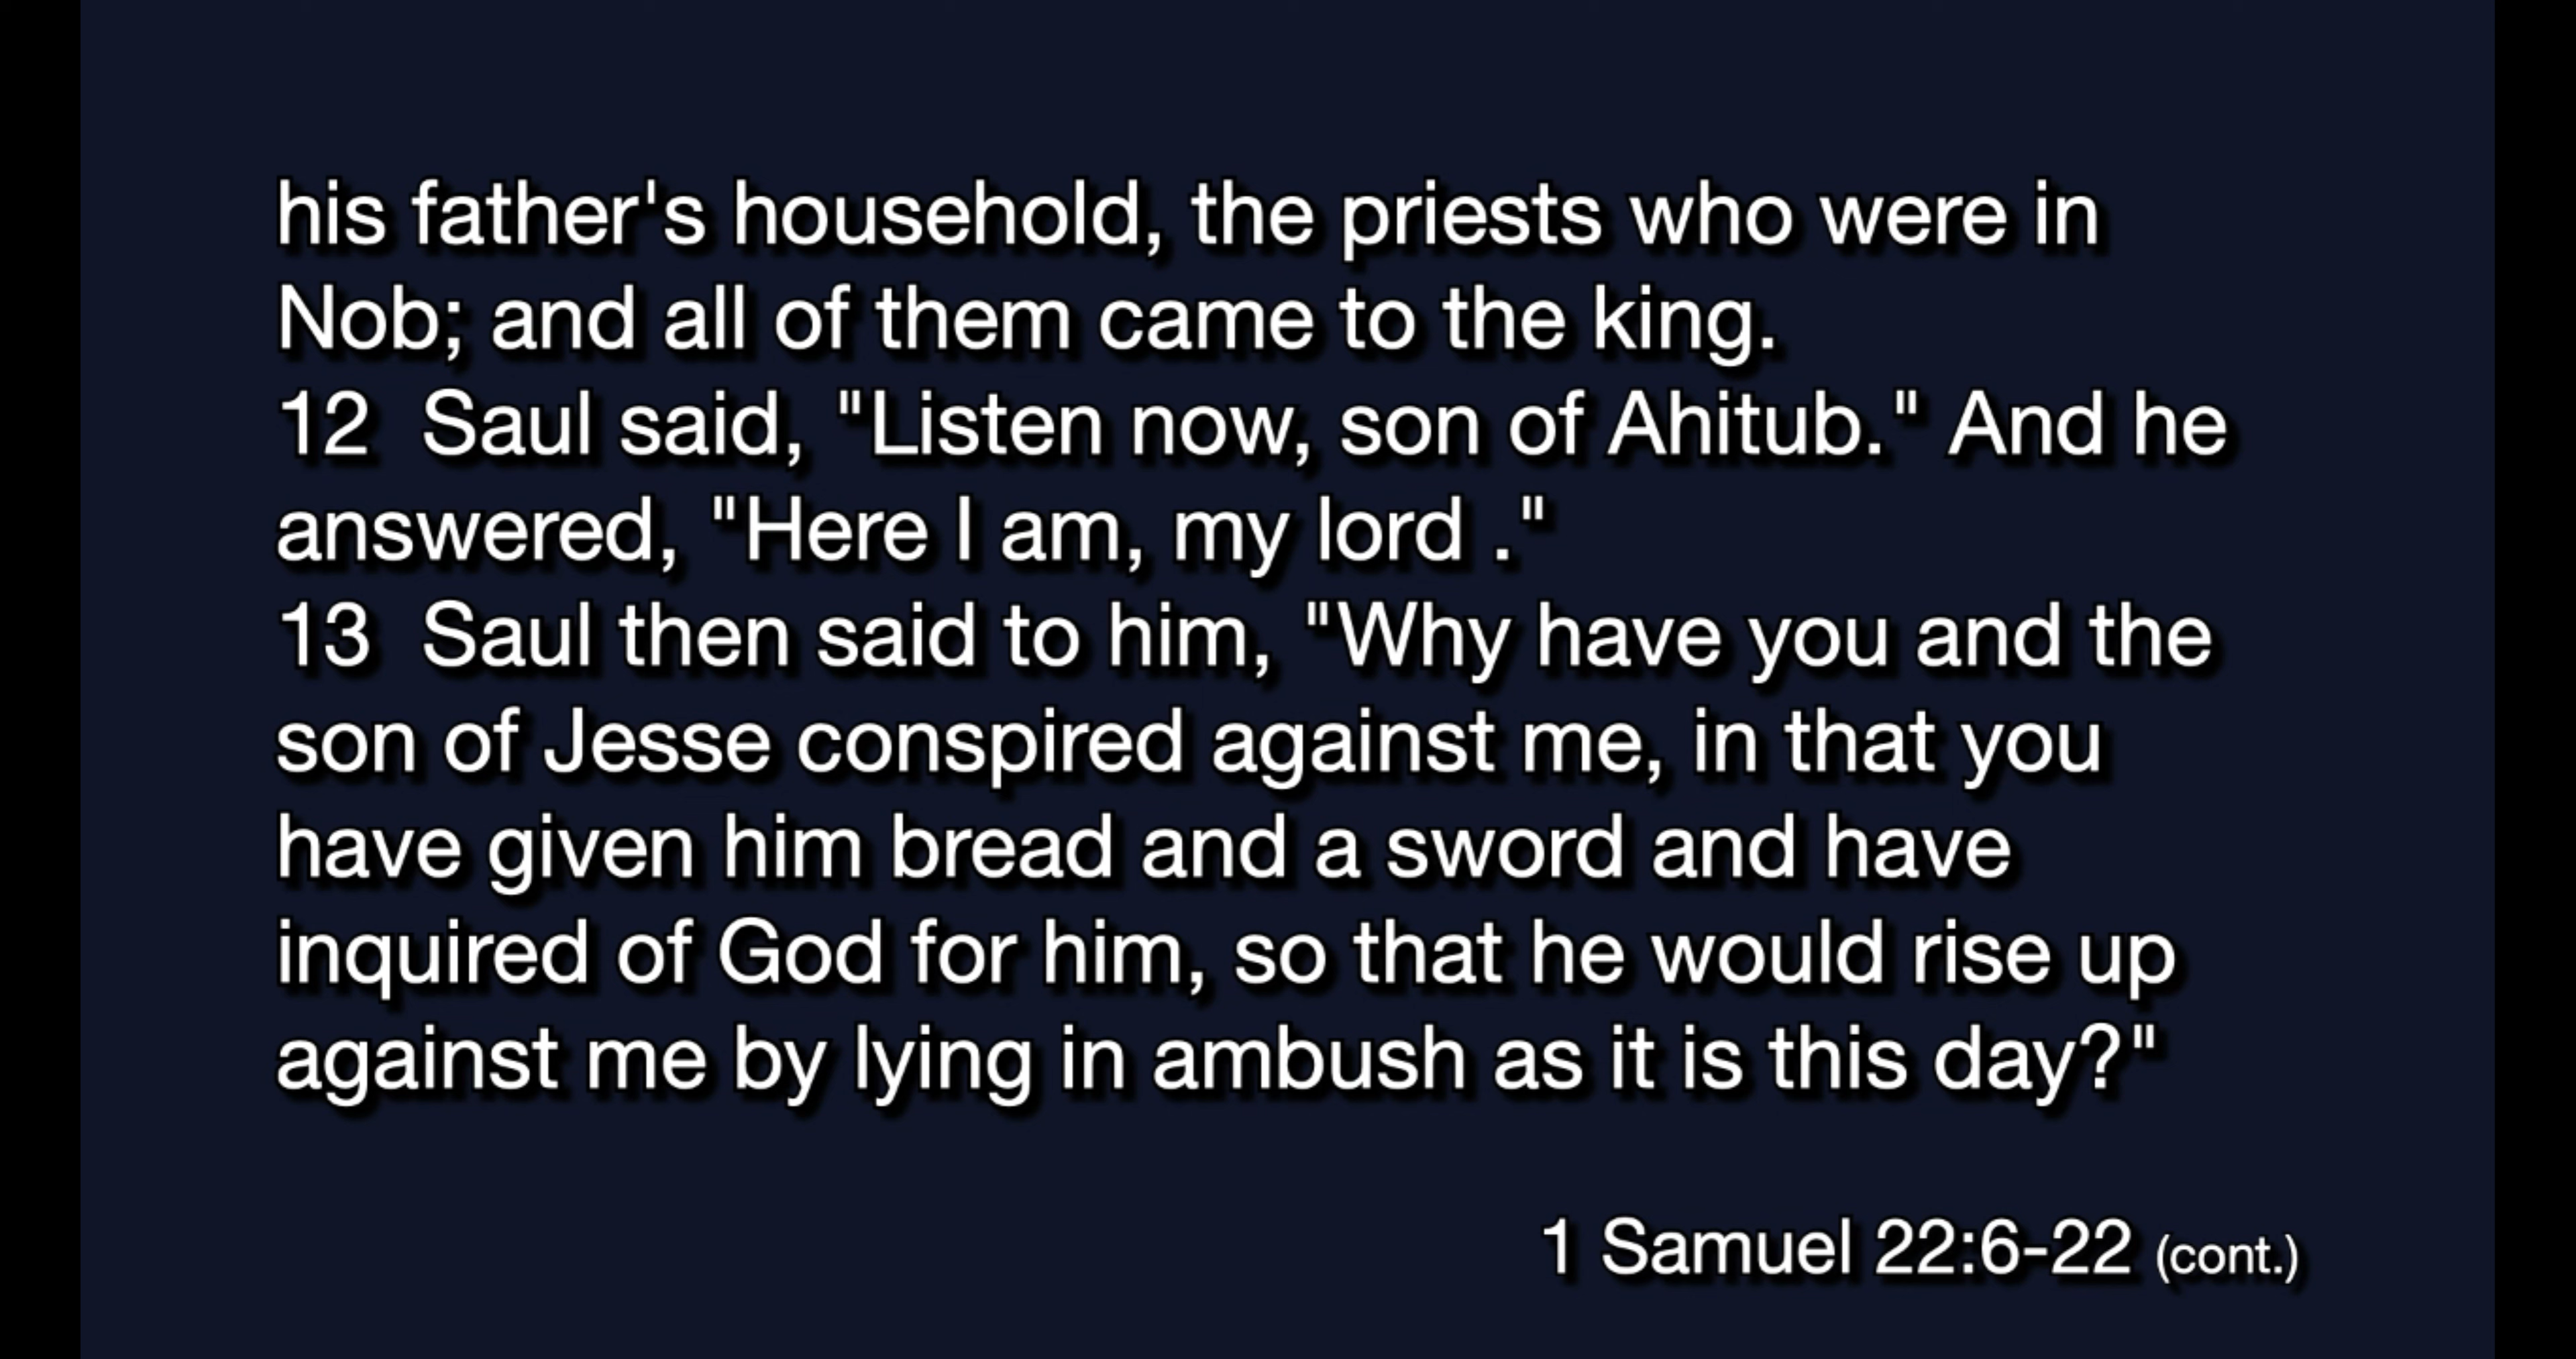 his father's household, the priests who were in
Nob; and all of them came to the king.
12  Saul said, "Listen now, son of Ahitub." And he
answered, "Here I am, my lord ."
13  Saul then said to him, "Why have you and the
son of Jesse conspired against me, in that you
have given him bread and a sword and have
inquired of God for him, so that he would rise up
against me by lying in ambush as it is this day?"
1 Samuel 22:6-22 (cont.)